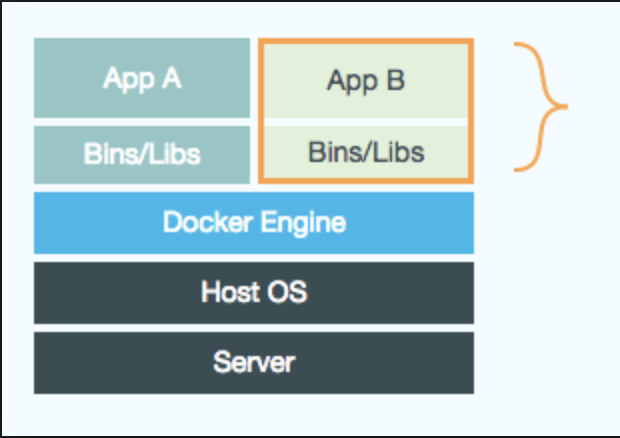 App A
App B
Bins/Libs
Bins/Libs
Docker Engine
Host OS
Server